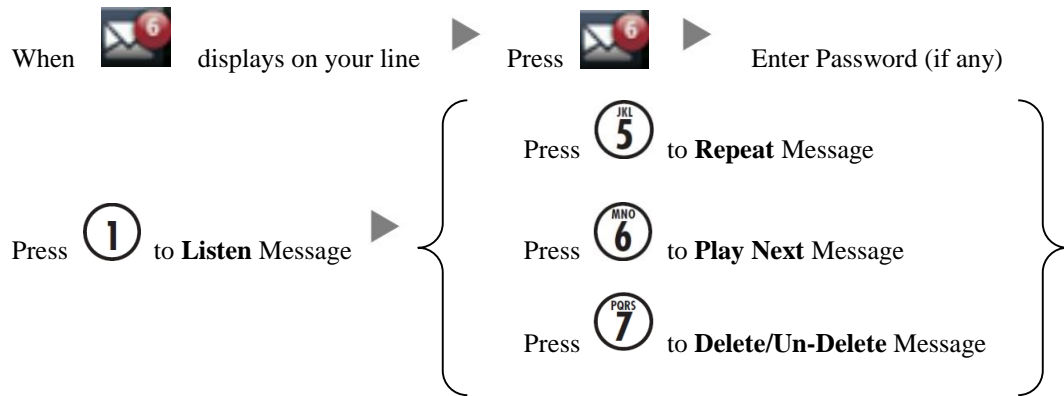 When 6 displays on your line Press 6 Enter Password (if any)
Press JKL 5 to Repeat Message
Press 1 to Listen Message
Press MNO 6 to Play Next Message
Press PQRS 7 to Delete/Un-Delete Message